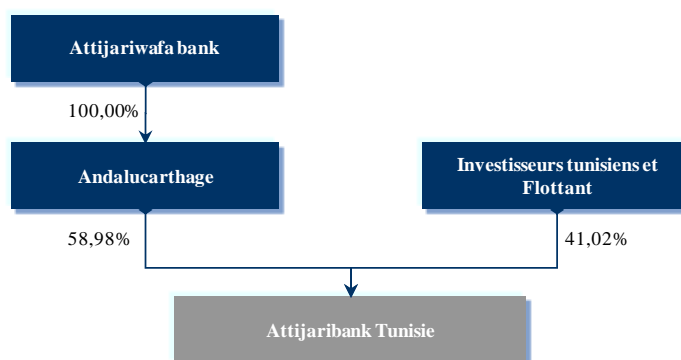 Attijariwafa bank
100,00%
Andalucarthage
Investisseurs tunisiens et
Flottant
58,98%
41,02%
Attijaribank Tunisie